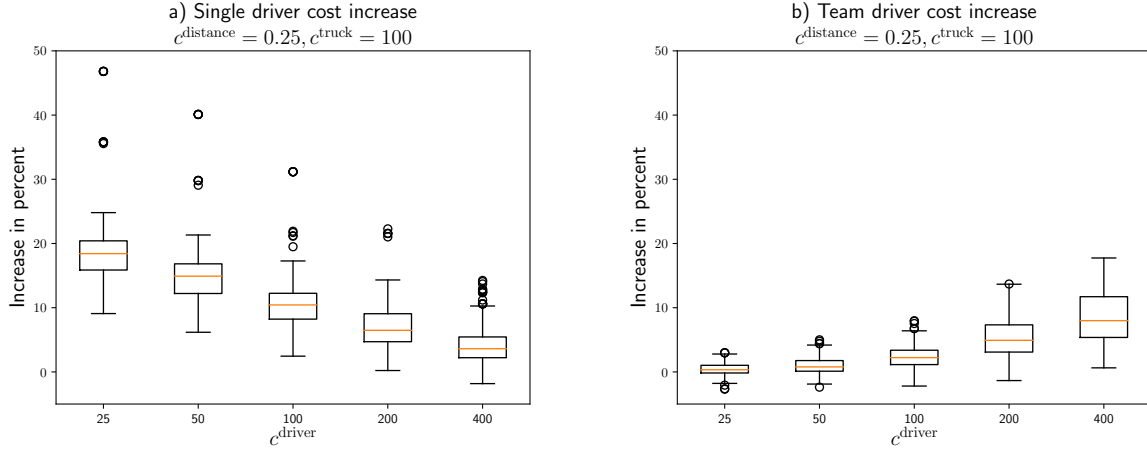 a) Single driver cost increase
c^distance = 0.25, c^truck = 100
50
40
30
20
10
0
Increase in percent
25 50 100 200 400
c^driver
b) Team driver cost increase
c^distance = 0.25, c^truck = 100
50
40
30
20
10
0
Increase in percent
25 50 100 200 400
c^driver